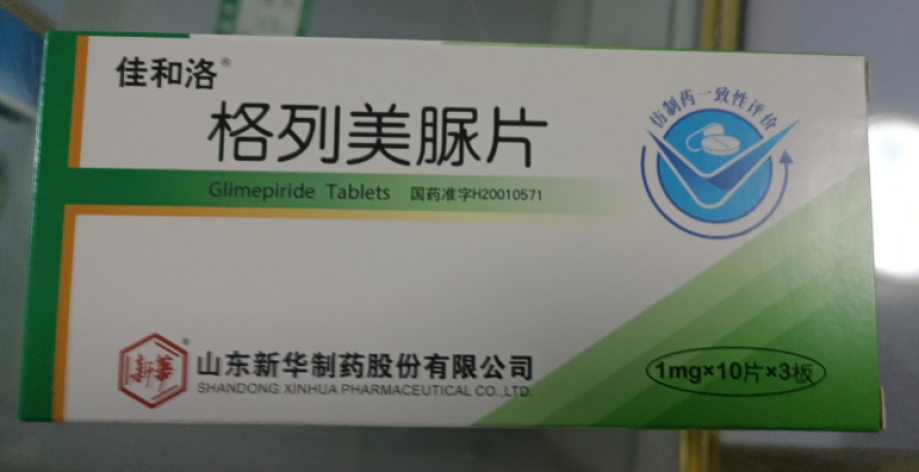 佳和洛®
格列美脲片
Glimepiride Tablets 国药准字H20010571
仿制药一致性评价
新华®
山东新华制药股份有限公司
SHANDONG XINHUA PHARMACEUTICAL CO.,LTD.
1mg×10片×3板